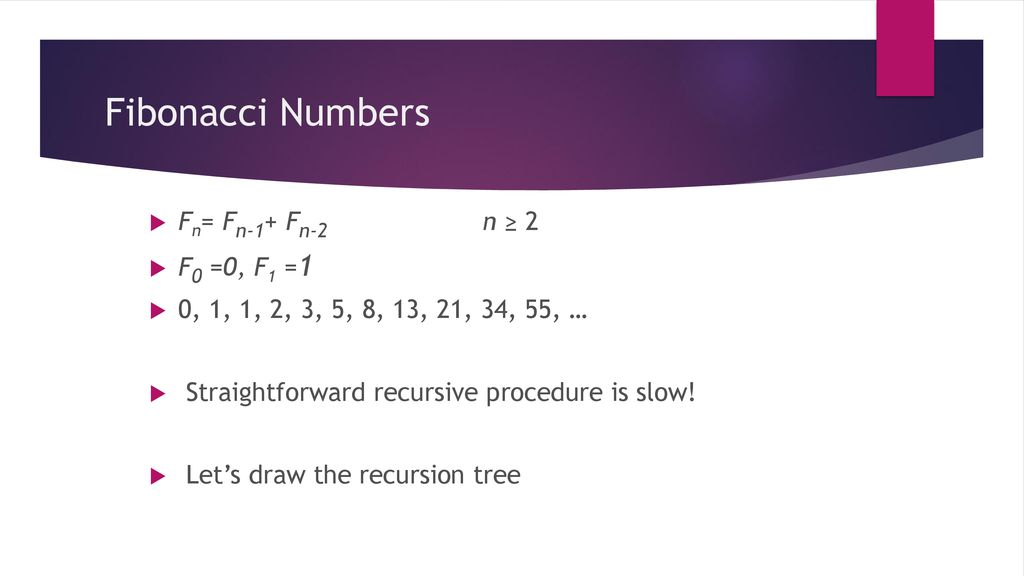 Fibonacci Numbers
Fₙ= Fₙ₋₁+ Fₙ₋₂ n ≥ 2
F₀ =0, F₁ =1
0, 1, 1, 2, 3, 5, 8, 13, 21, 34, 55, …
Straightforward recursive procedure is slow!
Let’s draw the recursion tree